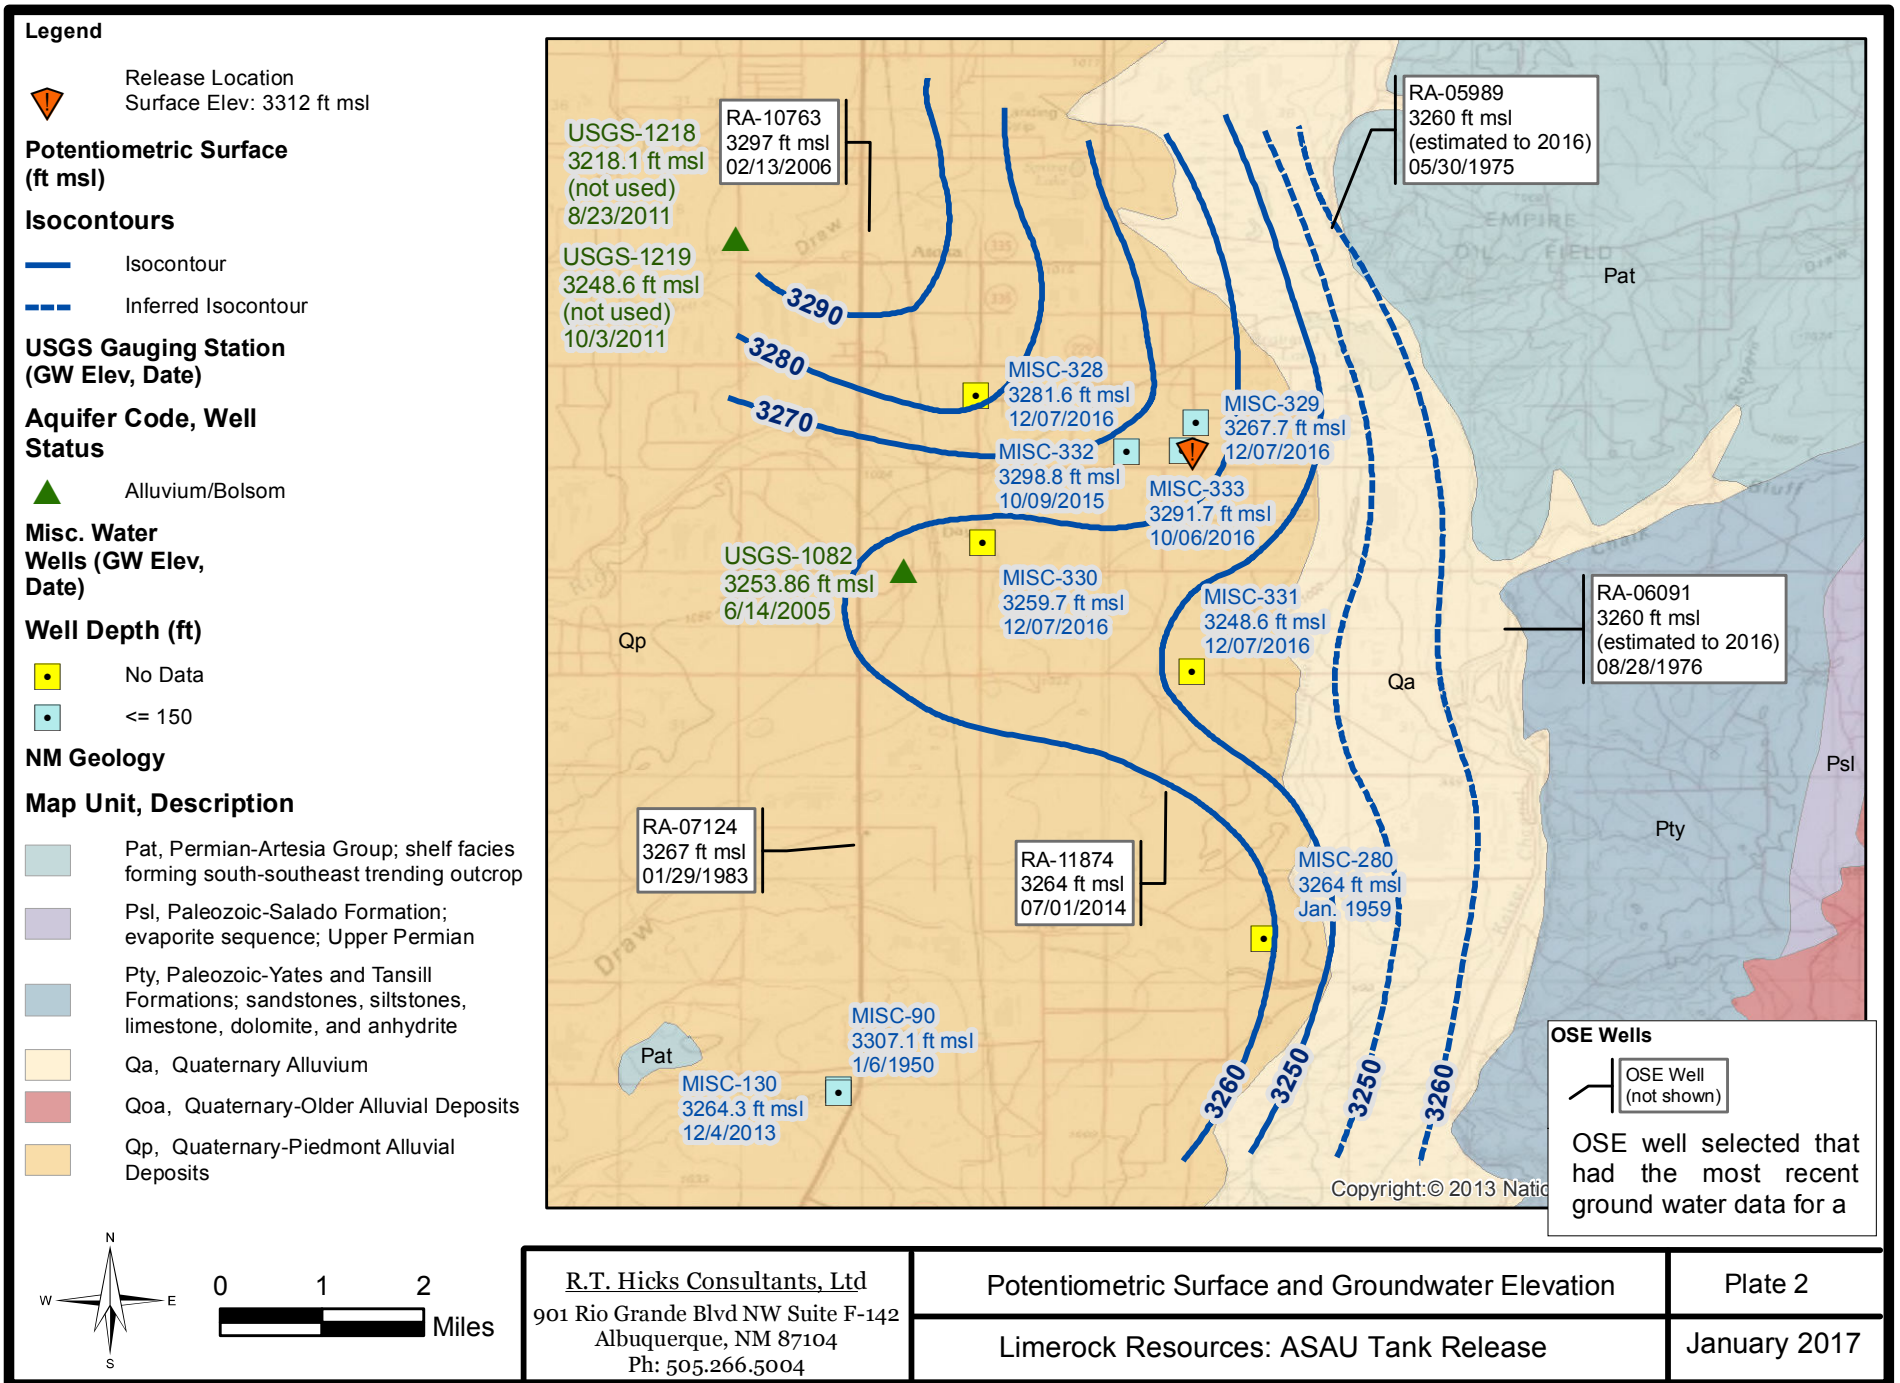 Legend
Release Location
Surface Elev: 3312 ft msl
Potentiometric Surface
(ft msl)
Isocontours
Isocontour
Inferred Isocontour
USGS Gauging Station
(GW Elev, Date)
Aquifer Code, Well
Status
Alluvium/Bolsom
Misc. Water
Wells (GW Elev,
Date)
Well Depth (ft)
No Data
<= 150
NM Geology
Map Unit, Description
Pat, Permian-Artesia Group; shelf facies
forming south-southeast trending outcrop
Psl, Paleozoic-Salado Formation;
evaporite sequence; Upper Permian
Pty, Paleozoic-Yates and Tansill
Formations; sandstones, siltstones,
limestone, dolomite, and anhydrite
Qa, Quaternary Alluvium
Qoa, Quaternary-Older Alluvial Deposits
Qp, Quaternary-Piedmont Alluvial
Deposits
N
W
E
S
0 1 2
Miles
USGS-1218
3218.1 ft msl
(not used)
8/23/2011
USGS-1219
3248.6 ft msl
(not used)
10/3/2011
RA-10763
3297 ft msl
02/13/2006
RA-05989
3260 ft msl
(estimated to 2016)
05/30/1975
EMPIRE
OIL FIELD
Pat
Draw
Draw
Atoka
3290
3280
3270
MISC-328
3281.6 ft msl
12/07/2016
MISC-329
3267.7 ft msl
12/07/2016
MISC-332
3298.8 ft msl
10/09/2015
MISC-333
3291.7 ft msl
10/06/2016
Bluff
Chalk
USGS-1082
3253.86 ft msl
6/14/2005
MISC-330
3259.7 ft msl
12/07/2016
MISC-331
3248.6 ft msl
12/07/2016
RA-06091
3260 ft msl
(estimated to 2016)
08/28/1976
Qp
Qa
Psl
Pty
RA-07124
3267 ft msl
01/29/1983
RA-11874
3264 ft msl
07/01/2014
MISC-280
3264 ft msl
Jan. 1959
Draw
MISC-90
3307.1 ft msl
1/6/1950
Pat
MISC-130
3264.3 ft msl
12/4/2013
3260
3250
3250
3260
Copyright:© 2013 Natio
OSE Wells
OSE Well
(not shown)
OSE well selected that
had the most recent
ground water data for a
R.T. Hicks Consultants, Ltd
901 Rio Grande Blvd NW Suite F-142
Albuquerque, NM 87104
Ph: 505.266.5004
Potentiometric Surface and Groundwater Elevation
Limerock Resources: ASAU Tank Release
Plate 2
January 2017